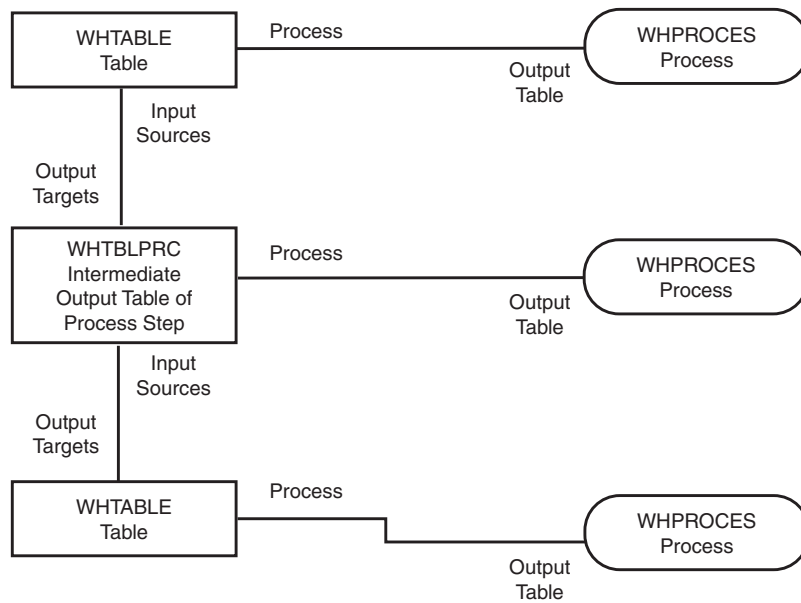 WHTABLE
Table
Process
Output
Table
WHPROCES
Process
Input
Sources
Output
Targets
WHTBLPRC
Intermediate
Output Table of
Process Step
Process
Output
Table
WHPROCES
Process
Input
Sources
Output
Targets
WHTABLE
Table
Process
Output
Table
WHPROCES
Process